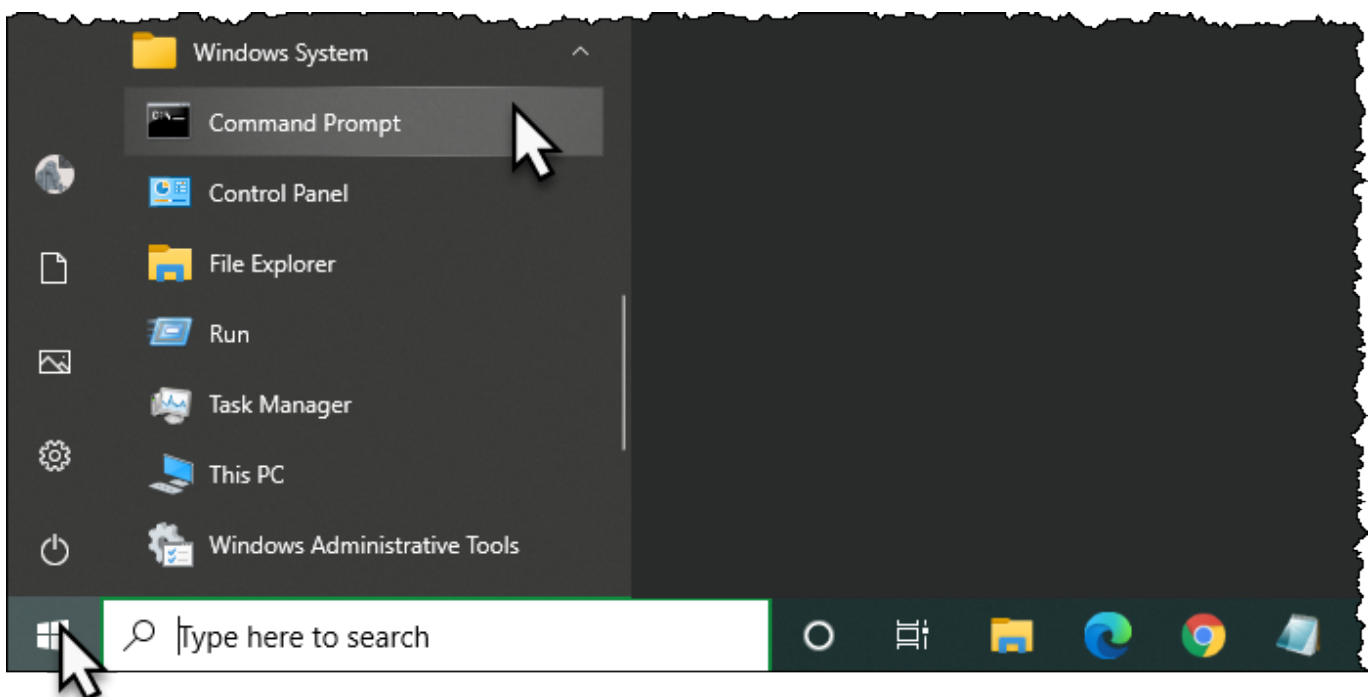 Windows System
Command Prompt
Control Panel
File Explorer
Run
Task Manager
This PC
Windows Administrative Tools
Type here to search